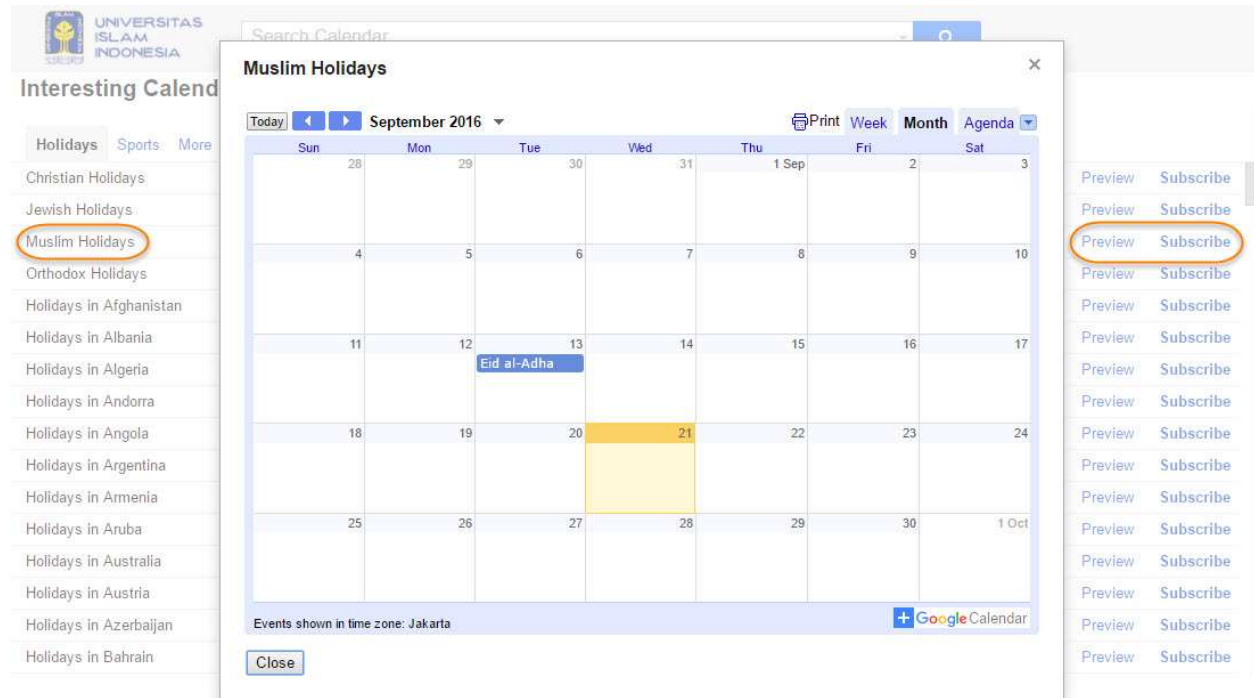 UNIVERSITAS
ISLAM
INDONESIA
Search Calendar
Interesting Calend
Holidays Sports More
Muslim Holidays ×
Today September 2016 Print Week Month Agenda
Sun Mon Tue Wed Thu Fri Sat
28 29 30 31 1 Sep 2 3
4 5 6 7 8 9 10
11 12 13 14 15 16 17
Eid al-Adha
18 19 20 21 22 23 24
25 26 27 28 29 30 1 Oct
Events shown in time zone: Jakarta
+ Google Calendar
Close
Christian Holidays Preview Subscribe
Jewish Holidays Preview Subscribe
Muslim Holidays Preview Subscribe
Orthodox Holidays Preview Subscribe
Holidays in Afghanistan Preview Subscribe
Holidays in Albania Preview Subscribe
Holidays in Algeria Preview Subscribe
Holidays in Andorra Preview Subscribe
Holidays in Angola Preview Subscribe
Holidays in Argentina Preview Subscribe
Holidays in Armenia Preview Subscribe
Holidays in Aruba Preview Subscribe
Holidays in Australia Preview Subscribe
Holidays in Austria Preview Subscribe
Holidays in Azerbaijan Preview Subscribe
Holidays in Bahrain Preview Subscribe